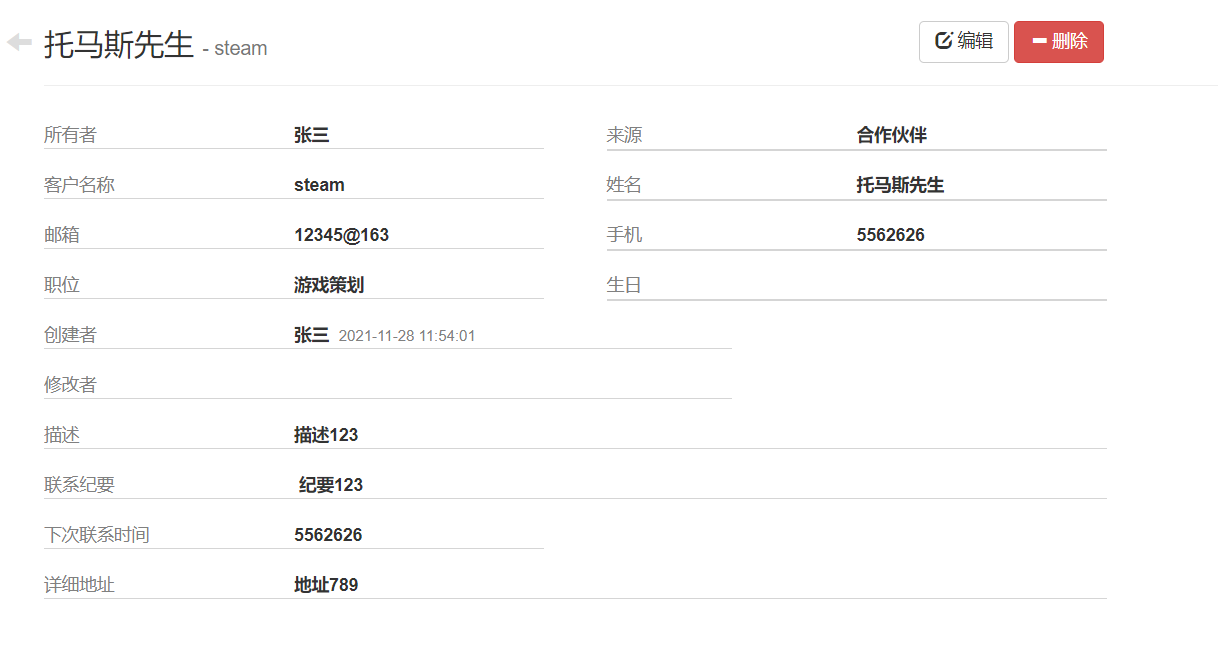 托马斯先生 - steam
编辑
删除
所有者 张三 来源 合作伙伴
客户名称 steam 姓名 托马斯先生
邮箱 12345@163 手机 5562626
职位 游戏策划 生日
创建者 张三 2021-11-28 11:54:01
修改者
描述 描述123
联系纪要 纪要123
下次联系时间 5562626
详细地址 地址789